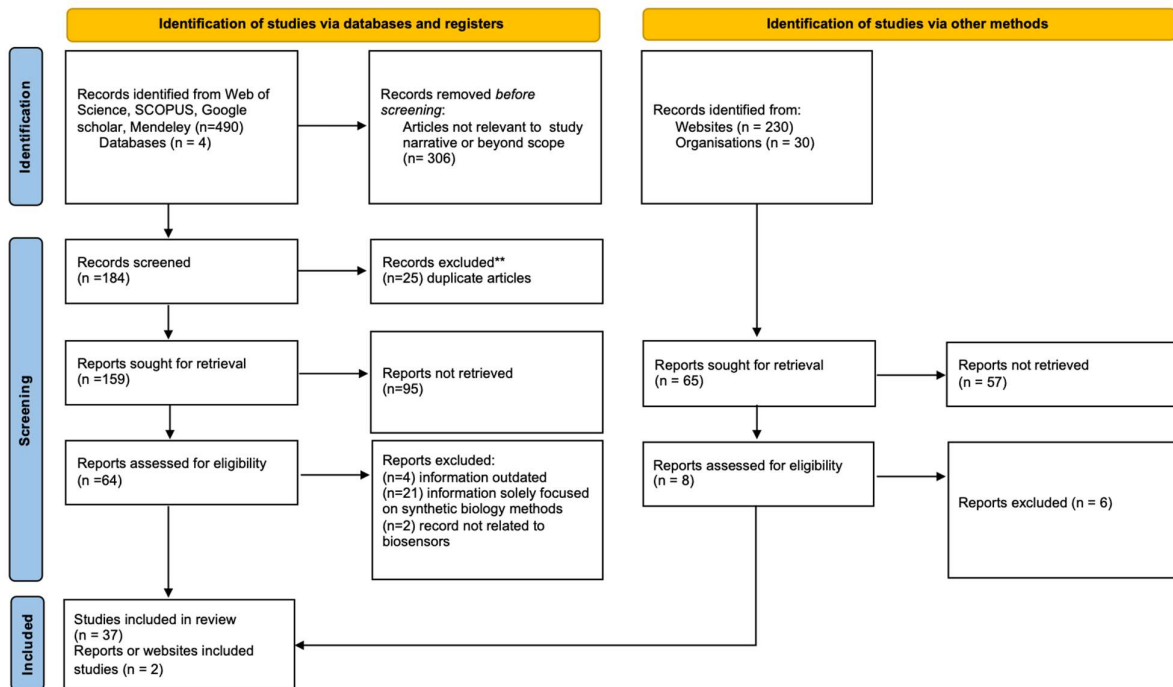 Identification of studies via databases and registers
Identification of studies via other methods
Identification
Records identified from Web of
Science, SCOPUS, Google
scholar, Mendeley (n=490)
Databases (n = 4)
Records removed before
screening:
Articles not relevant to study
narrative or beyond scope
(n= 306)
Records identified from:
Websites (n = 230)
Organisations (n = 30)
Screening
Records screened
(n =184)
Records excluded**
(n=25) duplicate articles
Reports sought for retrieval
(n =159)
Reports not retrieved
(n=95)
Reports sought for retrieval
(n = 65)
Reports not retrieved
(n = 57)
Reports assessed for eligibility
(n =64)
Reports excluded:
(n=4) information outdated
(n=21) information solely focused
on synthetic biology methods
(n=2) record not related to
biosensors
Reports assessed for eligibility
(n = 8)
Reports excluded (n = 6)
Included
Studies included in review
(n = 37)
Reports or websites included
studies (n = 2)